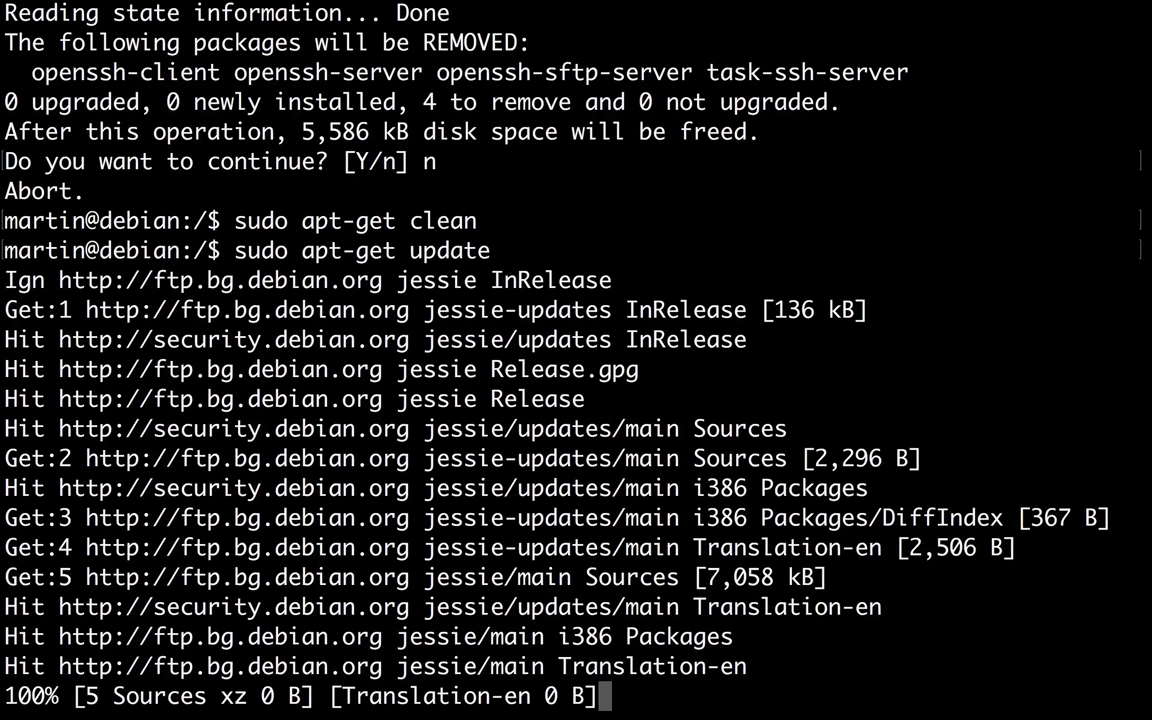 Reading state information... Done
The following packages will be REMOVED:
  openssh-client openssh-server openssh-sftp-server task-ssh-server
0 upgraded, 0 newly installed, 4 to remove and 0 not upgraded.
After this operation, 5,586 kB disk space will be freed.
Do you want to continue? [Y/n] n
Abort.
martin@debian:/$ sudo apt-get clean
martin@debian:/$ sudo apt-get update
Ign http://ftp.bg.debian.org jessie InRelease
Get:1 http://ftp.bg.debian.org jessie-updates InRelease [136 kB]
Hit http://security.debian.org jessie/updates InRelease
Hit http://ftp.bg.debian.org jessie Release.gpg
Hit http://ftp.bg.debian.org jessie Release
Hit http://security.debian.org jessie/updates/main Sources
Get:2 http://ftp.bg.debian.org jessie-updates/main Sources [2,296 B]
Hit http://security.debian.org jessie/updates/main i386 Packages
Get:3 http://ftp.bg.debian.org jessie-updates/main i386 Packages/DiffIndex [367 B]
Get:4 http://ftp.bg.debian.org jessie-updates/main Translation-en [2,506 B]
Get:5 http://ftp.bg.debian.org jessie/main Sources [7,058 kB]
Hit http://security.debian.org jessie/updates/main Translation-en
Hit http://ftp.bg.debian.org jessie/main i386 Packages
Hit http://ftp.bg.debian.org jessie/main Translation-en
100% [5 Sources xz 0 B] [Translation-en 0 B]